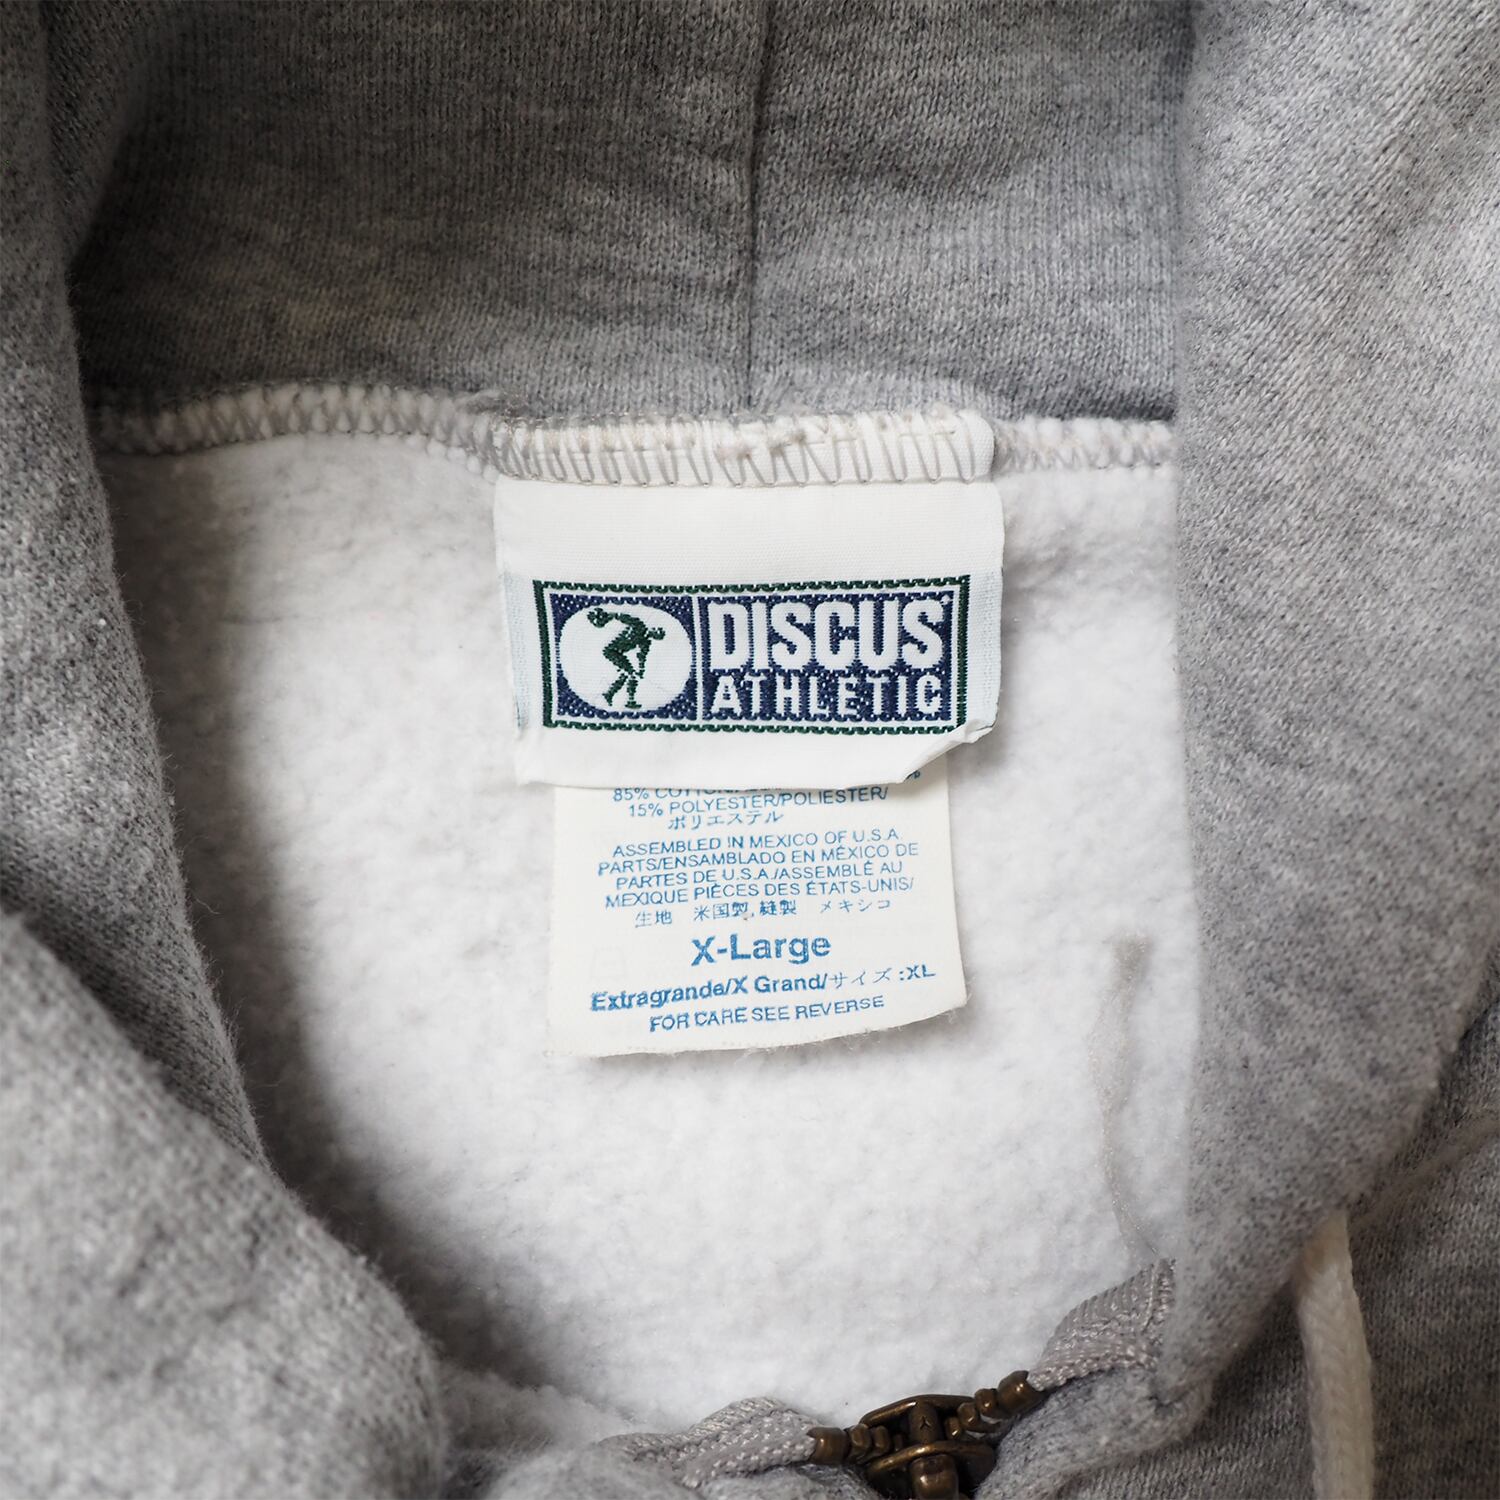 DISCUS
ATHLETIC
85%
15% POLYESTER/POLIESTER/
ポリエステル
ASSEMBLED IN MEXICO OF U.S.A.
PARTS/ENSAMBLADO EN MÉXICO DE
PARTES DE U.S.A./ASSEMBLÉ AU
MEXIQUE PIÈCES DES ÉTATS-UNIS/
生地 米国製, 縫製 メキシコ
X-Large
Extragrande/X Grand/サイズ:XL
FOR CARE SEE REVERSE